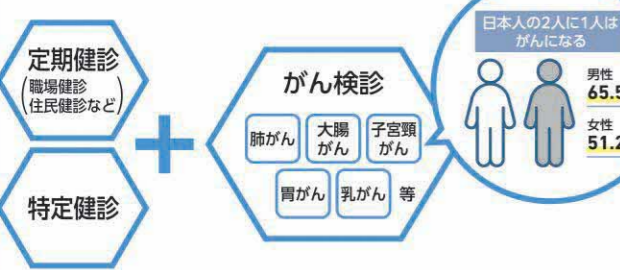 定期健診
(職場健診
住民健診など)
特定健診
がん検診
肺がん
大腸
がん
子宮頸
がん
胃がん
乳がん
等
日本人の2人に1人は
がんになる
男性
65.5
女性
51.2